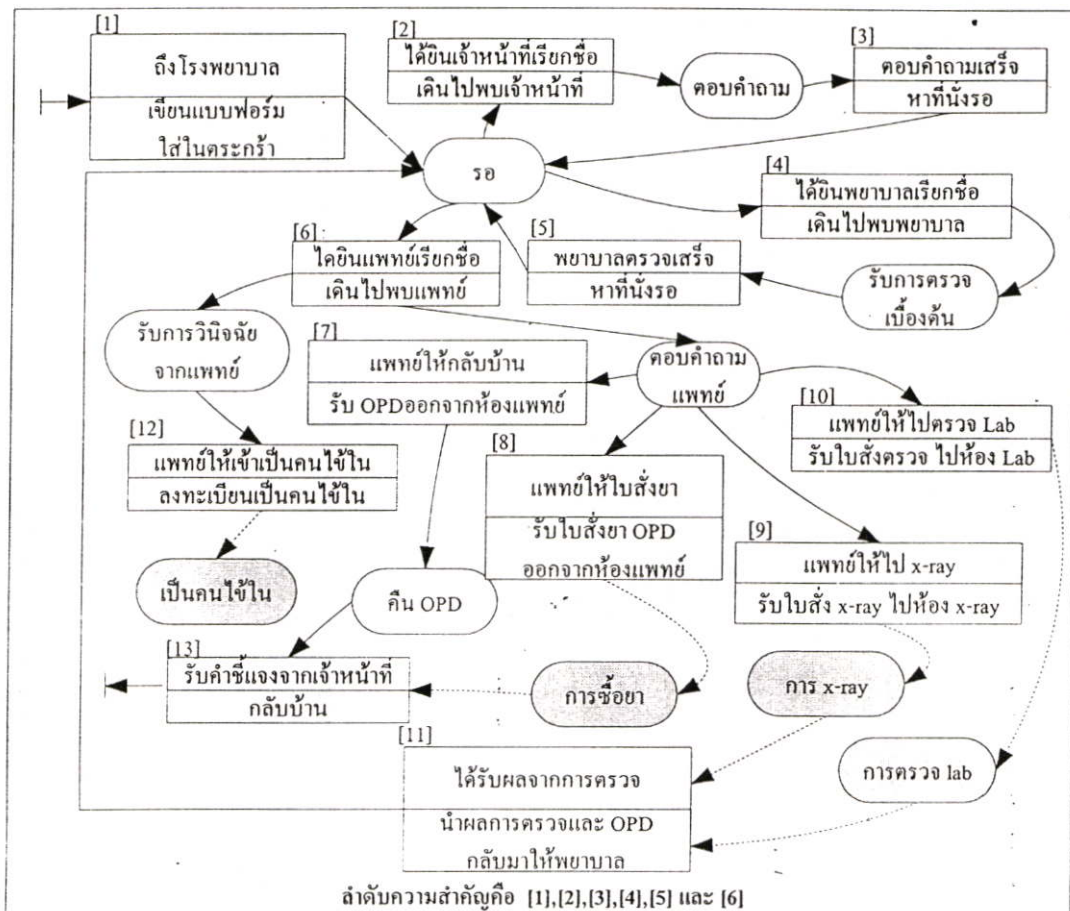 [1]
ถึงโรงพยาบาล
เขียนแบบฟอร์ม
ใส่ในตระกร้า
[2]
ได้ยินเจ้าหน้าที่เรียกชื่อ
เดินไปพบเจ้าหน้าที่
ตอบคำถาม
[3]
ตอบคำถามเสร็จ
หาที่นั่งรอ
รอ
[4]
ได้ยินพยาบาลเรียกชื่อ
เดินไปพบพยาบาล
[5]
พยาบาลตรวจเสร็จ
หาที่นั่งรอ
[6]
ไดยินแพทย์เรียกชื่อ
เดินไปพบแพทย์
รับการตรวจ
เบื้องต้น
รับการวินิจฉัย
จากแพทย์
[7]
แพทย์ให้กลับบ้าน
รับ OPDออกจากห้องแพทย์
ตอบคำถาม
แพทย์
[10]
แพทย์ให้ไปตรวจ Lab
รับใบสั่งตรวจ ไปห้อง Lab
[12]
แพทย์ให้เข้าเป็นคนไข้ใน
ลงทะเบียนเป็นคนไข้ใน
[8]
แพทย์ให้ใบสั่งยา
รับใบสั่งยา OPD
ออกจากห้องแพทย์
[9]
แพทย์ให้ไป x-ray
รับใบสั่ง x-ray ไปห้อง x-ray
เป็นคนไข้ใน
คืน OPD
[13]
รับคำชี้แจงจากเจ้าหน้าที่
กลับบ้าน
การซื้อยา
การ x-ray
การตรวจ lab
[11]
ได้รับผลจากการตรวจ
นำผลการตรวจและ OPD
กลับมาให้พยาบาล
ลำดับความสำคัญคือ [1],[2],[3],[4],[5] และ [6]